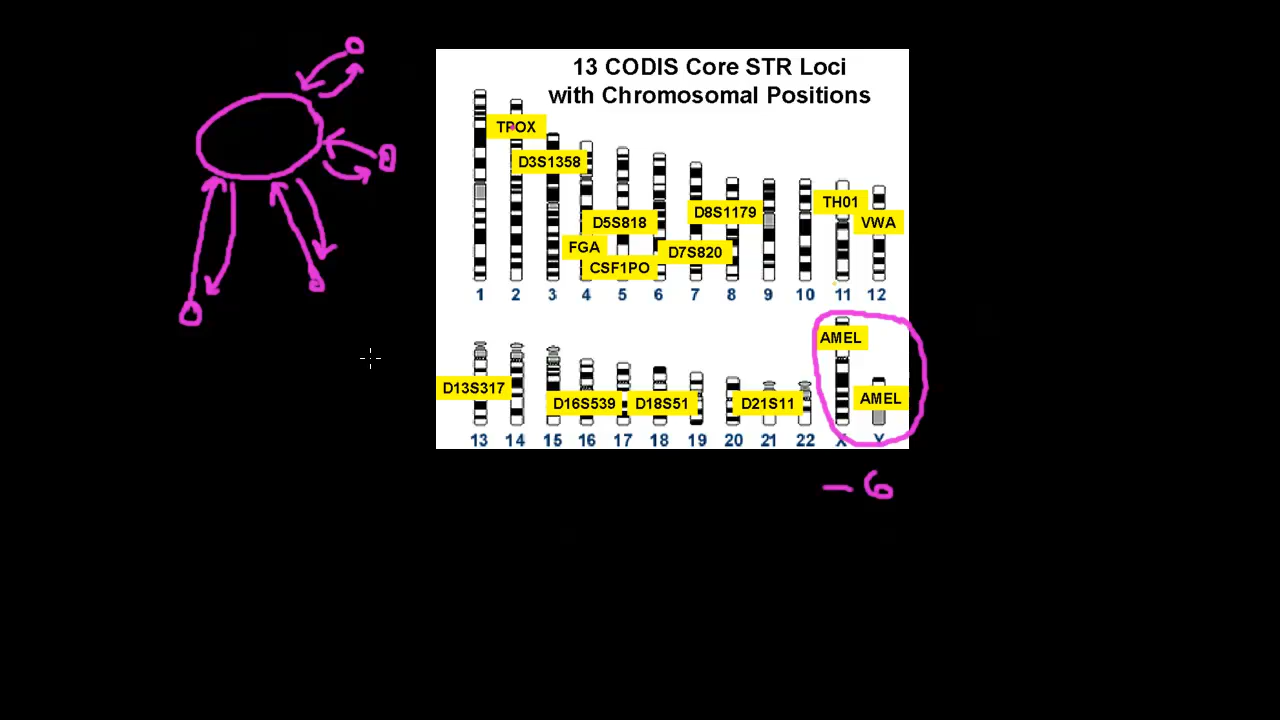 13 CODIS Core STR Loci
with Chromosomal Positions
TPOX
D3S1358
TH01
D8S1179
D5S818
VWA
FGA
D7S820
CSF1PO
1 2 3 4 5 6 7 8 9 10 11 12
AMEL
D13S317
AMEL
D16S539 D18S51 D21S11
13 14 15 16 17 18 19 20 21 22 X Y
- 6